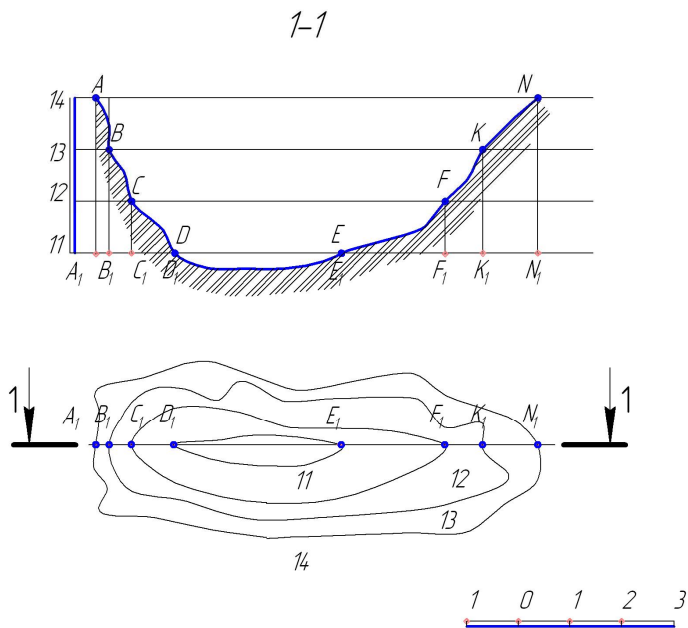 1-1
A N
14
B K
13
C F
12
D E
11
A₁ B₁ C₁ D₁ E₁ F₁ K₁ N₁
1 1
A₁ B₁ C₁ D₁ E₁ F₁ K₁ N₁
11 12
13
14
1 0 1 2 3